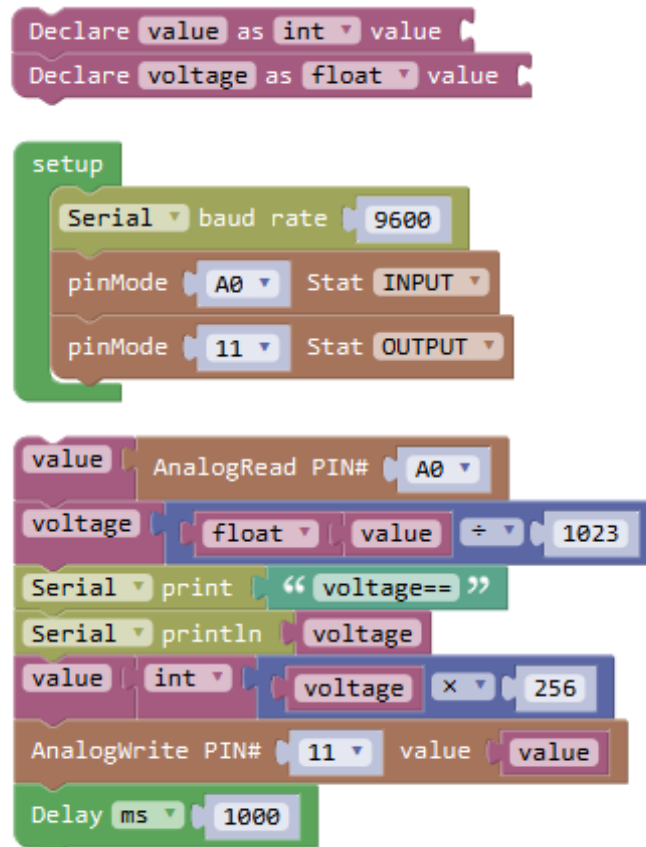 Declare value as int value
Declare voltage as float value
setup
Serial baud rate 9600
pinMode A0 Stat INPUT
pinMode 11 Stat OUTPUT
value AnalogRead PIN# A0
voltage float value ÷ 1023
Serial print “ voltage== ”
Serial println voltage
value int voltage × 256
AnalogWrite PIN# 11 value value
Delay ms 1000